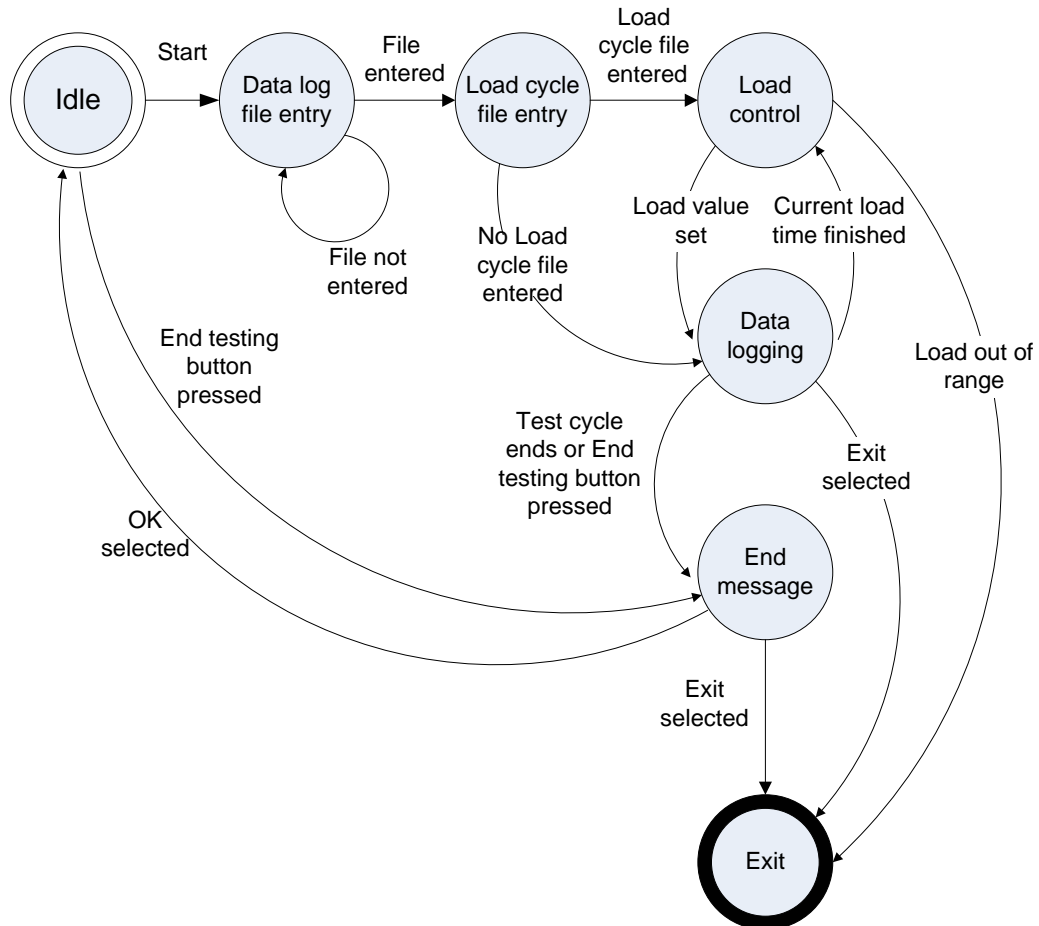 Idle
Start
Data log
file entry
File
entered
Load cycle
file entry
Load
cycle file
entered
Load
control
File not
entered
No Load
cycle file
entered
Load value
set
Current load
time finished
Data
logging
Load out of
range
End testing
button
pressed
Test cycle
ends or End
testing button
pressed
Exit
selected
OK
selected
End
message
Exit
selected
Exit